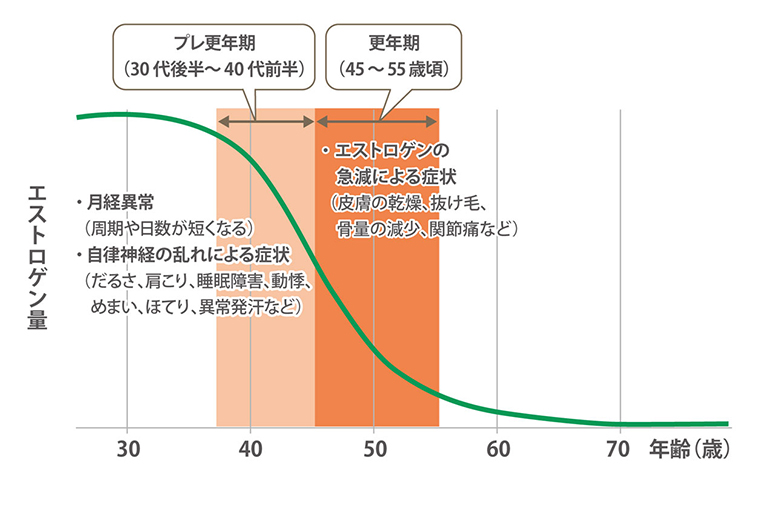 プレ更年期
（30代後半～40代前半）
更年期
（45～55歳頃）
・エストロゲンの
急減による症状
（皮膚の乾燥、抜け毛、
骨量の減少、関節痛など）
・月経異常
（周期や日数が短くなる）
・自律神経の乱れによる症状
（だるさ、肩こり、睡眠障害、動悸、
めまい、ほてり、異常発汗など）
エストロゲン量
30 40 50 60 70 年齢（歳）